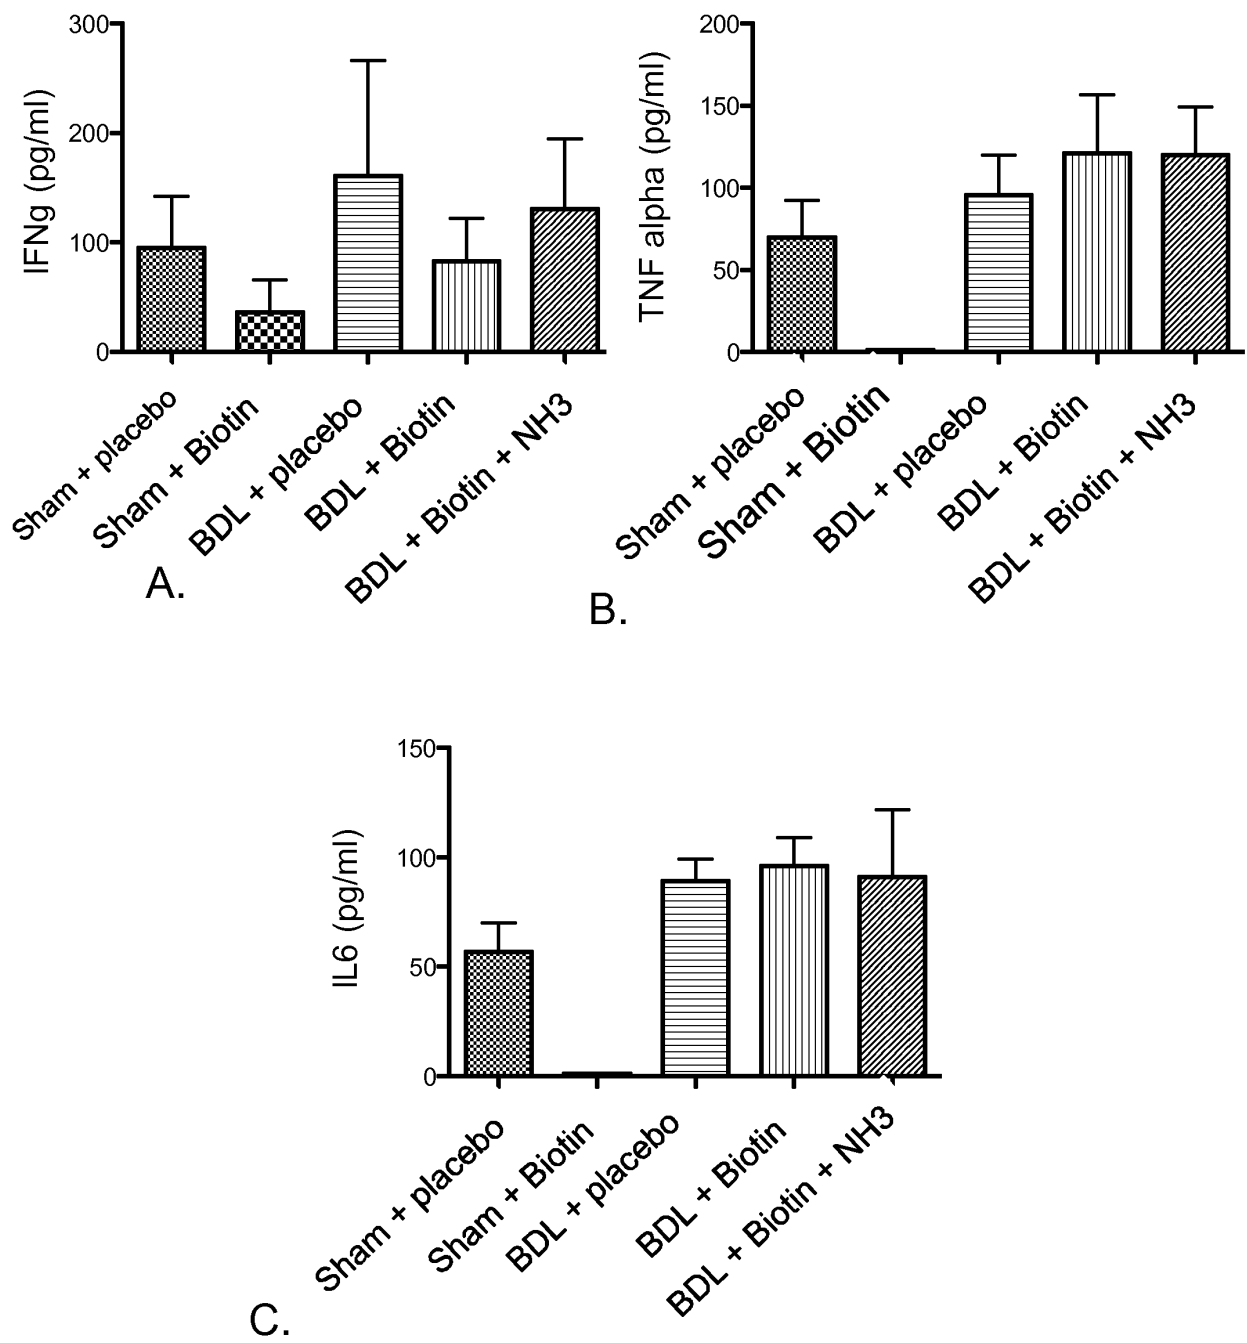 300
200
100
0
IFNg (pg/ml)
Sham + placebo
Sham + Biotin
BDL + placebo
BDL + Biotin
BDL + Biotin + NH3
A.
200
150
100
50
0
TNF alpha (pg/ml)
Sham + placebo
Sham + Biotin
BDL + placebo
BDL + Biotin
BDL + Biotin + NH3
B.
150
100
50
0
IL6 (pg/ml)
Sham + placebo
Sham + Biotin
BDL + placebo
BDL + Biotin
BDL + Biotin + NH3
C.